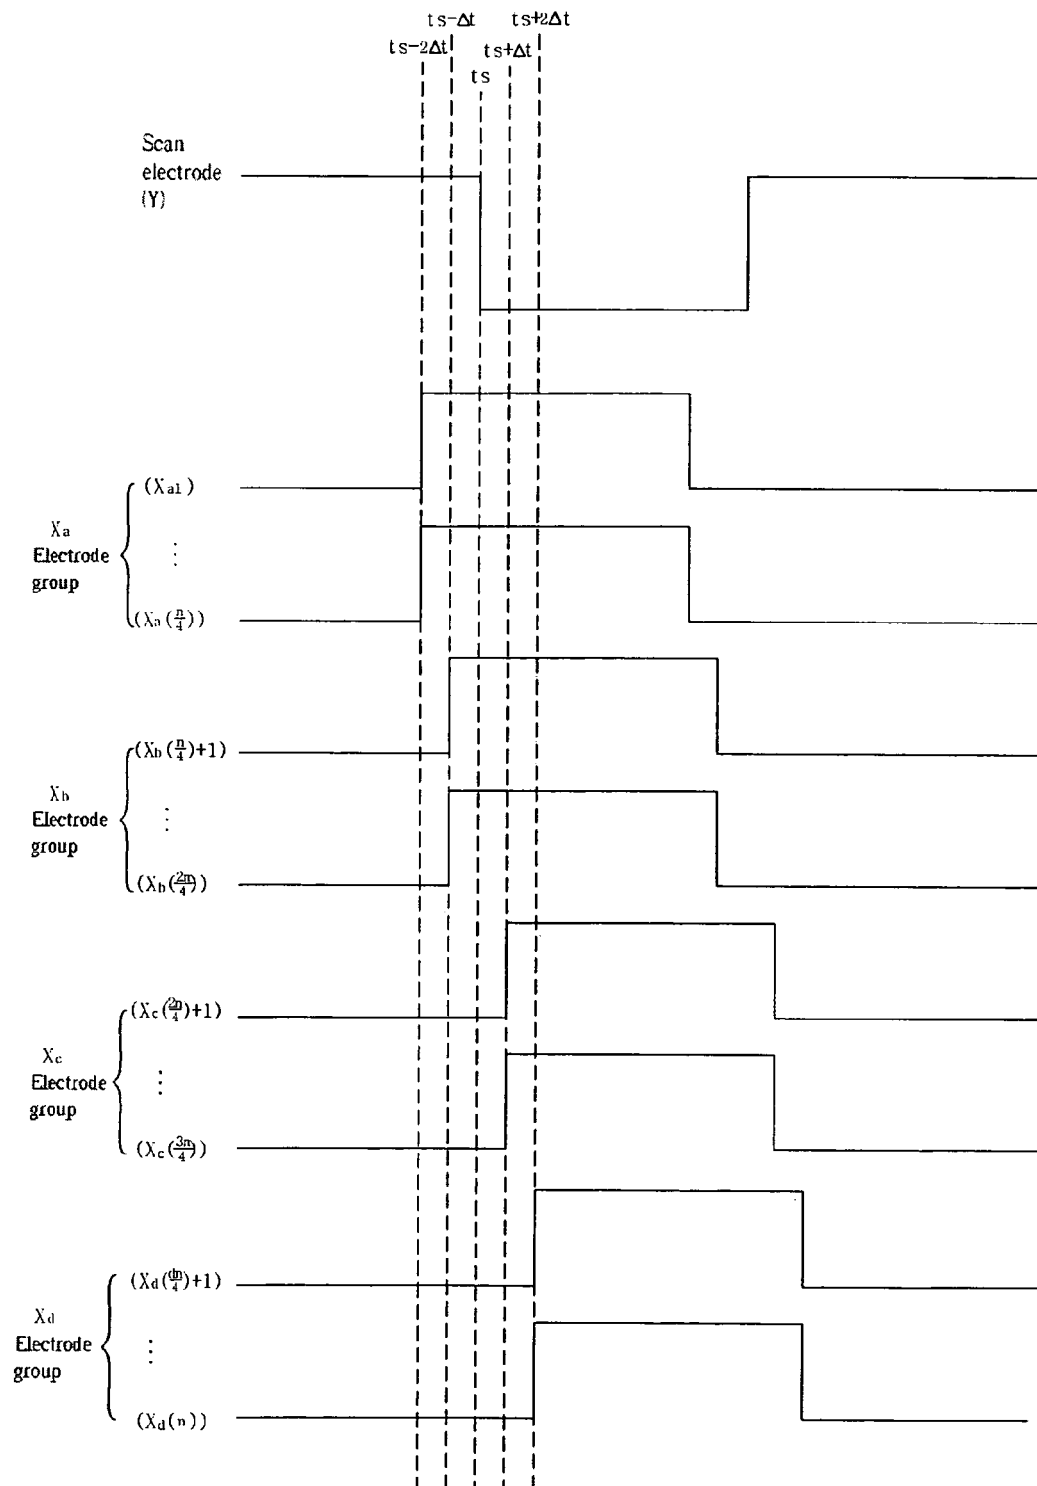 ts-Δt ts+2Δt
ts-2Δt ts+Δt
ts
Scan
electrode
(Y)
(Xa1)
Xa
Electrode
group
⋮
(Xa(n/4))
(Xb(n/4)+1)
Xb
Electrode
group
⋮
(Xb(2n/4))
(Xc(2n/4)+1)
Xc
Electrode
group
⋮
(Xc(3n/4))
(Xd( /4)+1)
Xd
Electrode
group
⋮
(Xd(n))